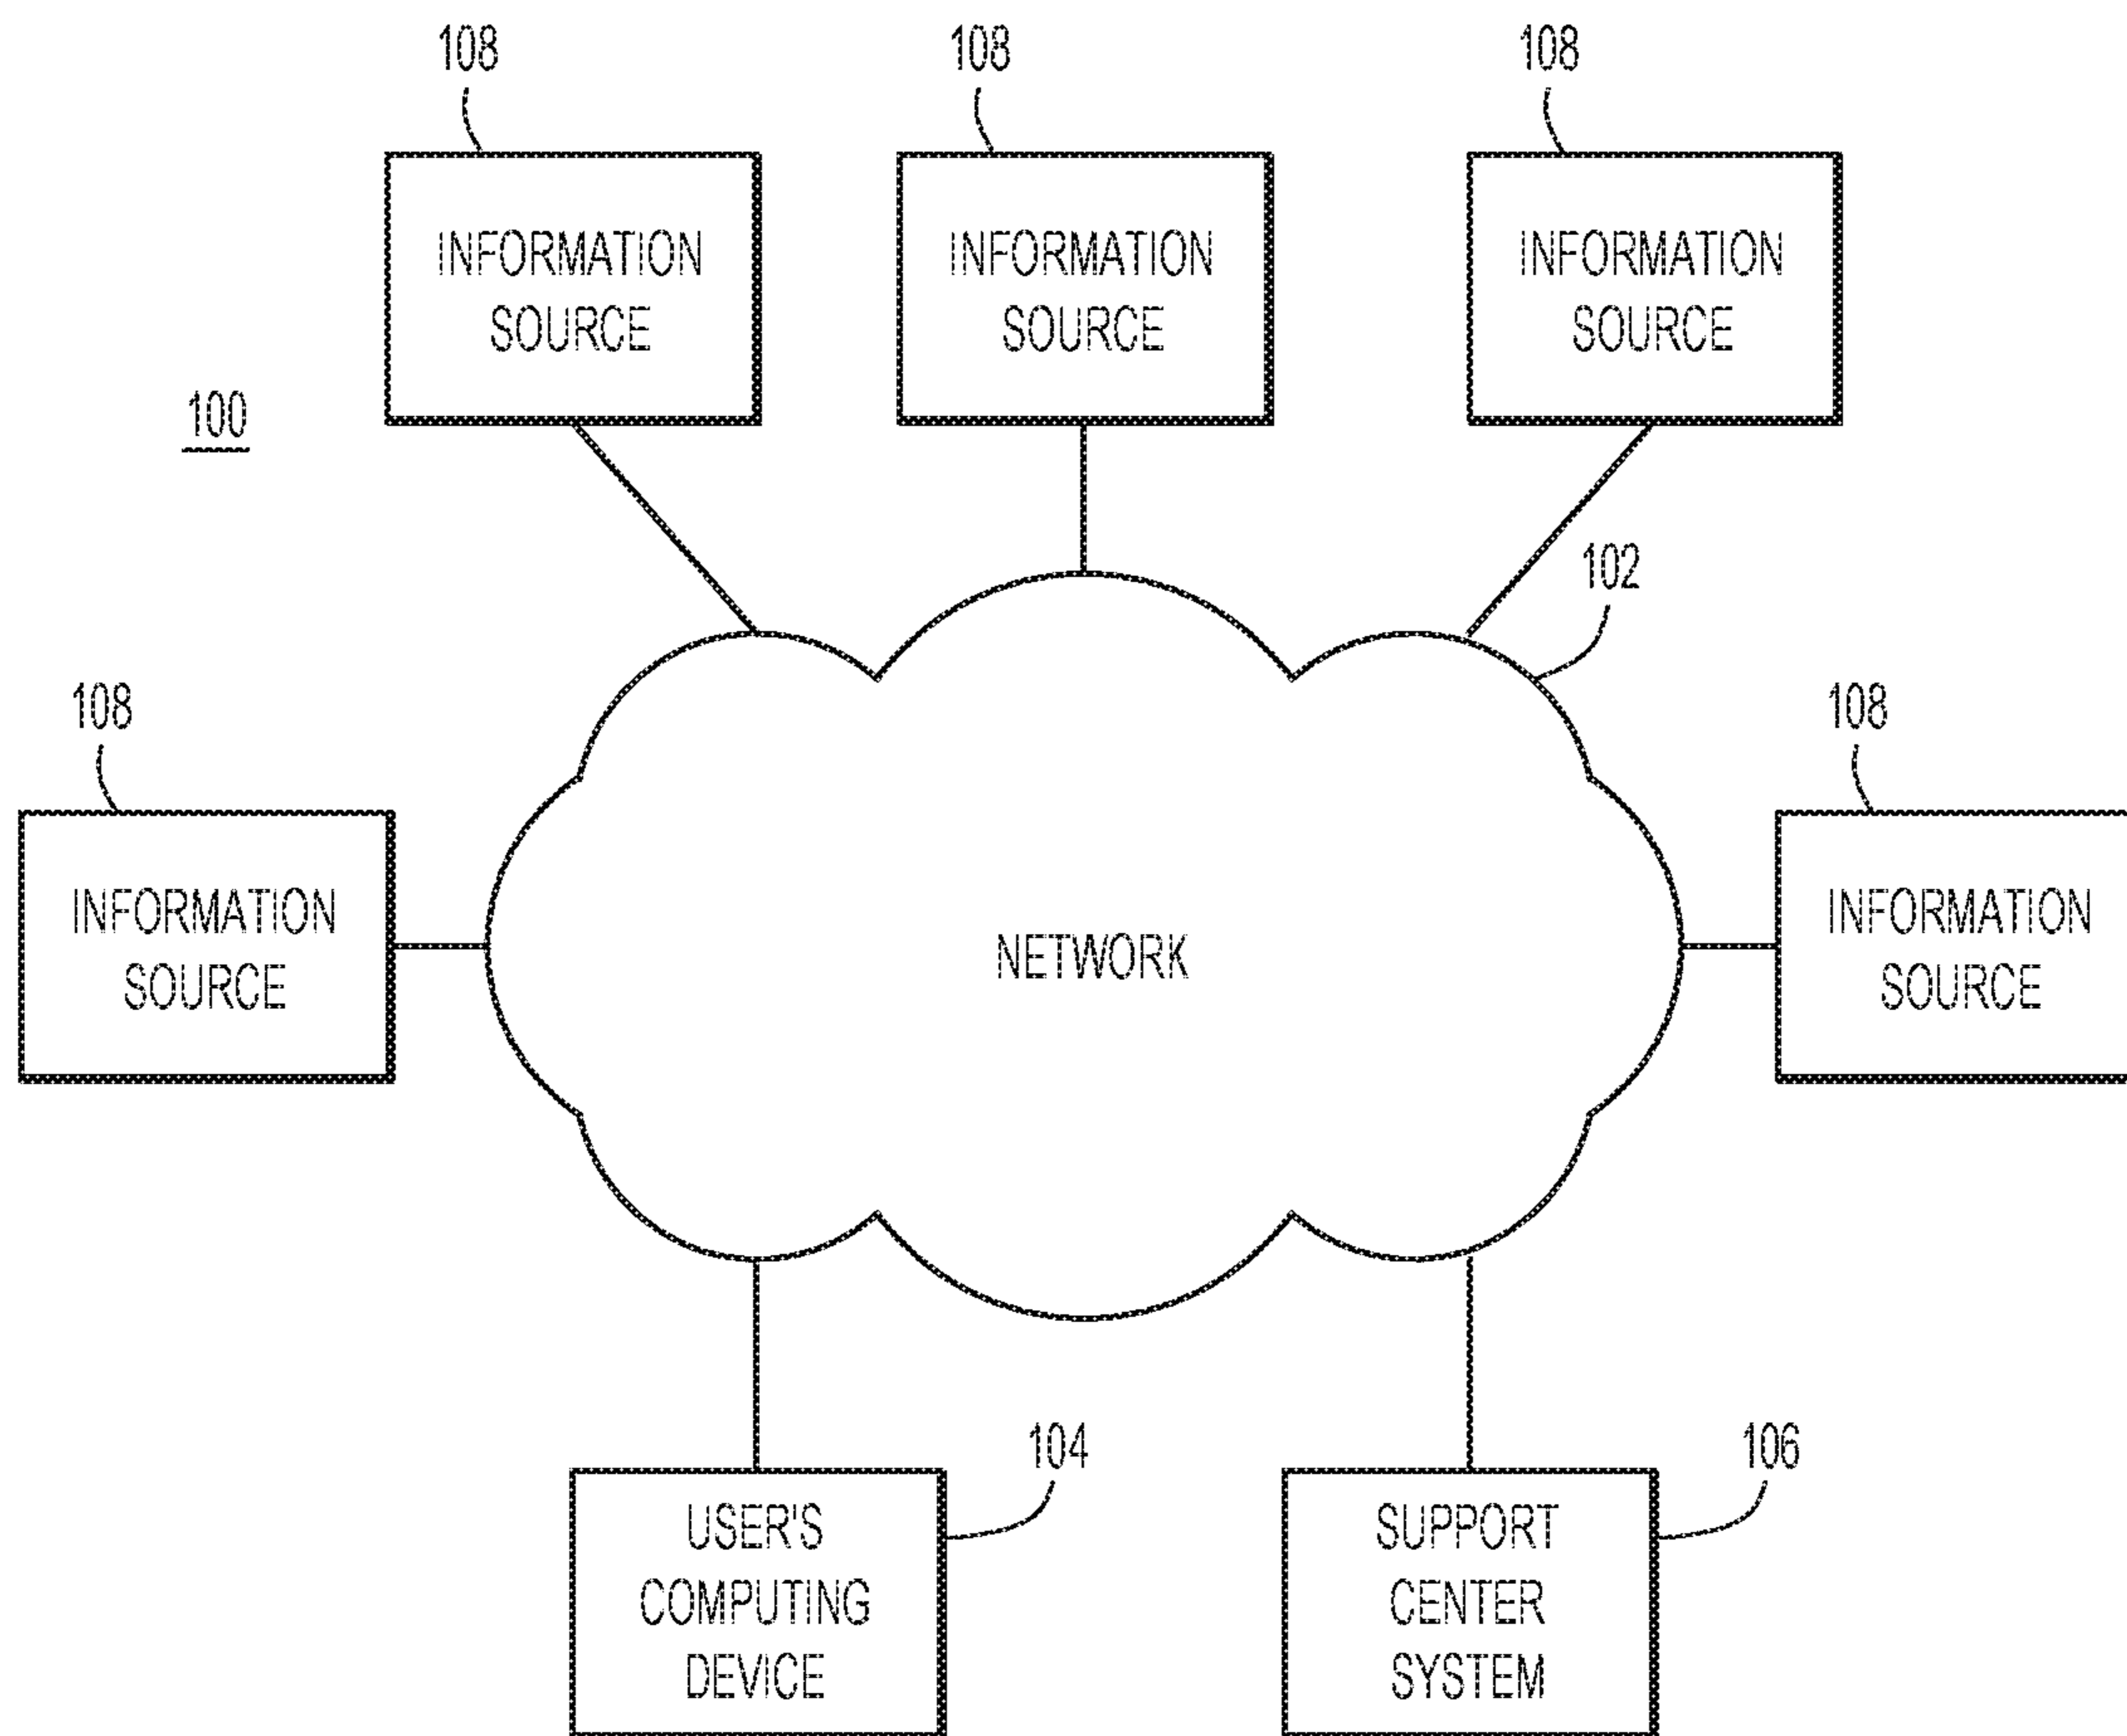 108
108
108
INFORMATION
SOURCE
INFORMATION
SOURCE
INFORMATION
SOURCE
100
102
108
108
INFORMATION
SOURCE
NETWORK
INFORMATION
SOURCE
104
106
USER'S
COMPUTING
DEVICE
SUPPORT
CENTER
SYSTEM